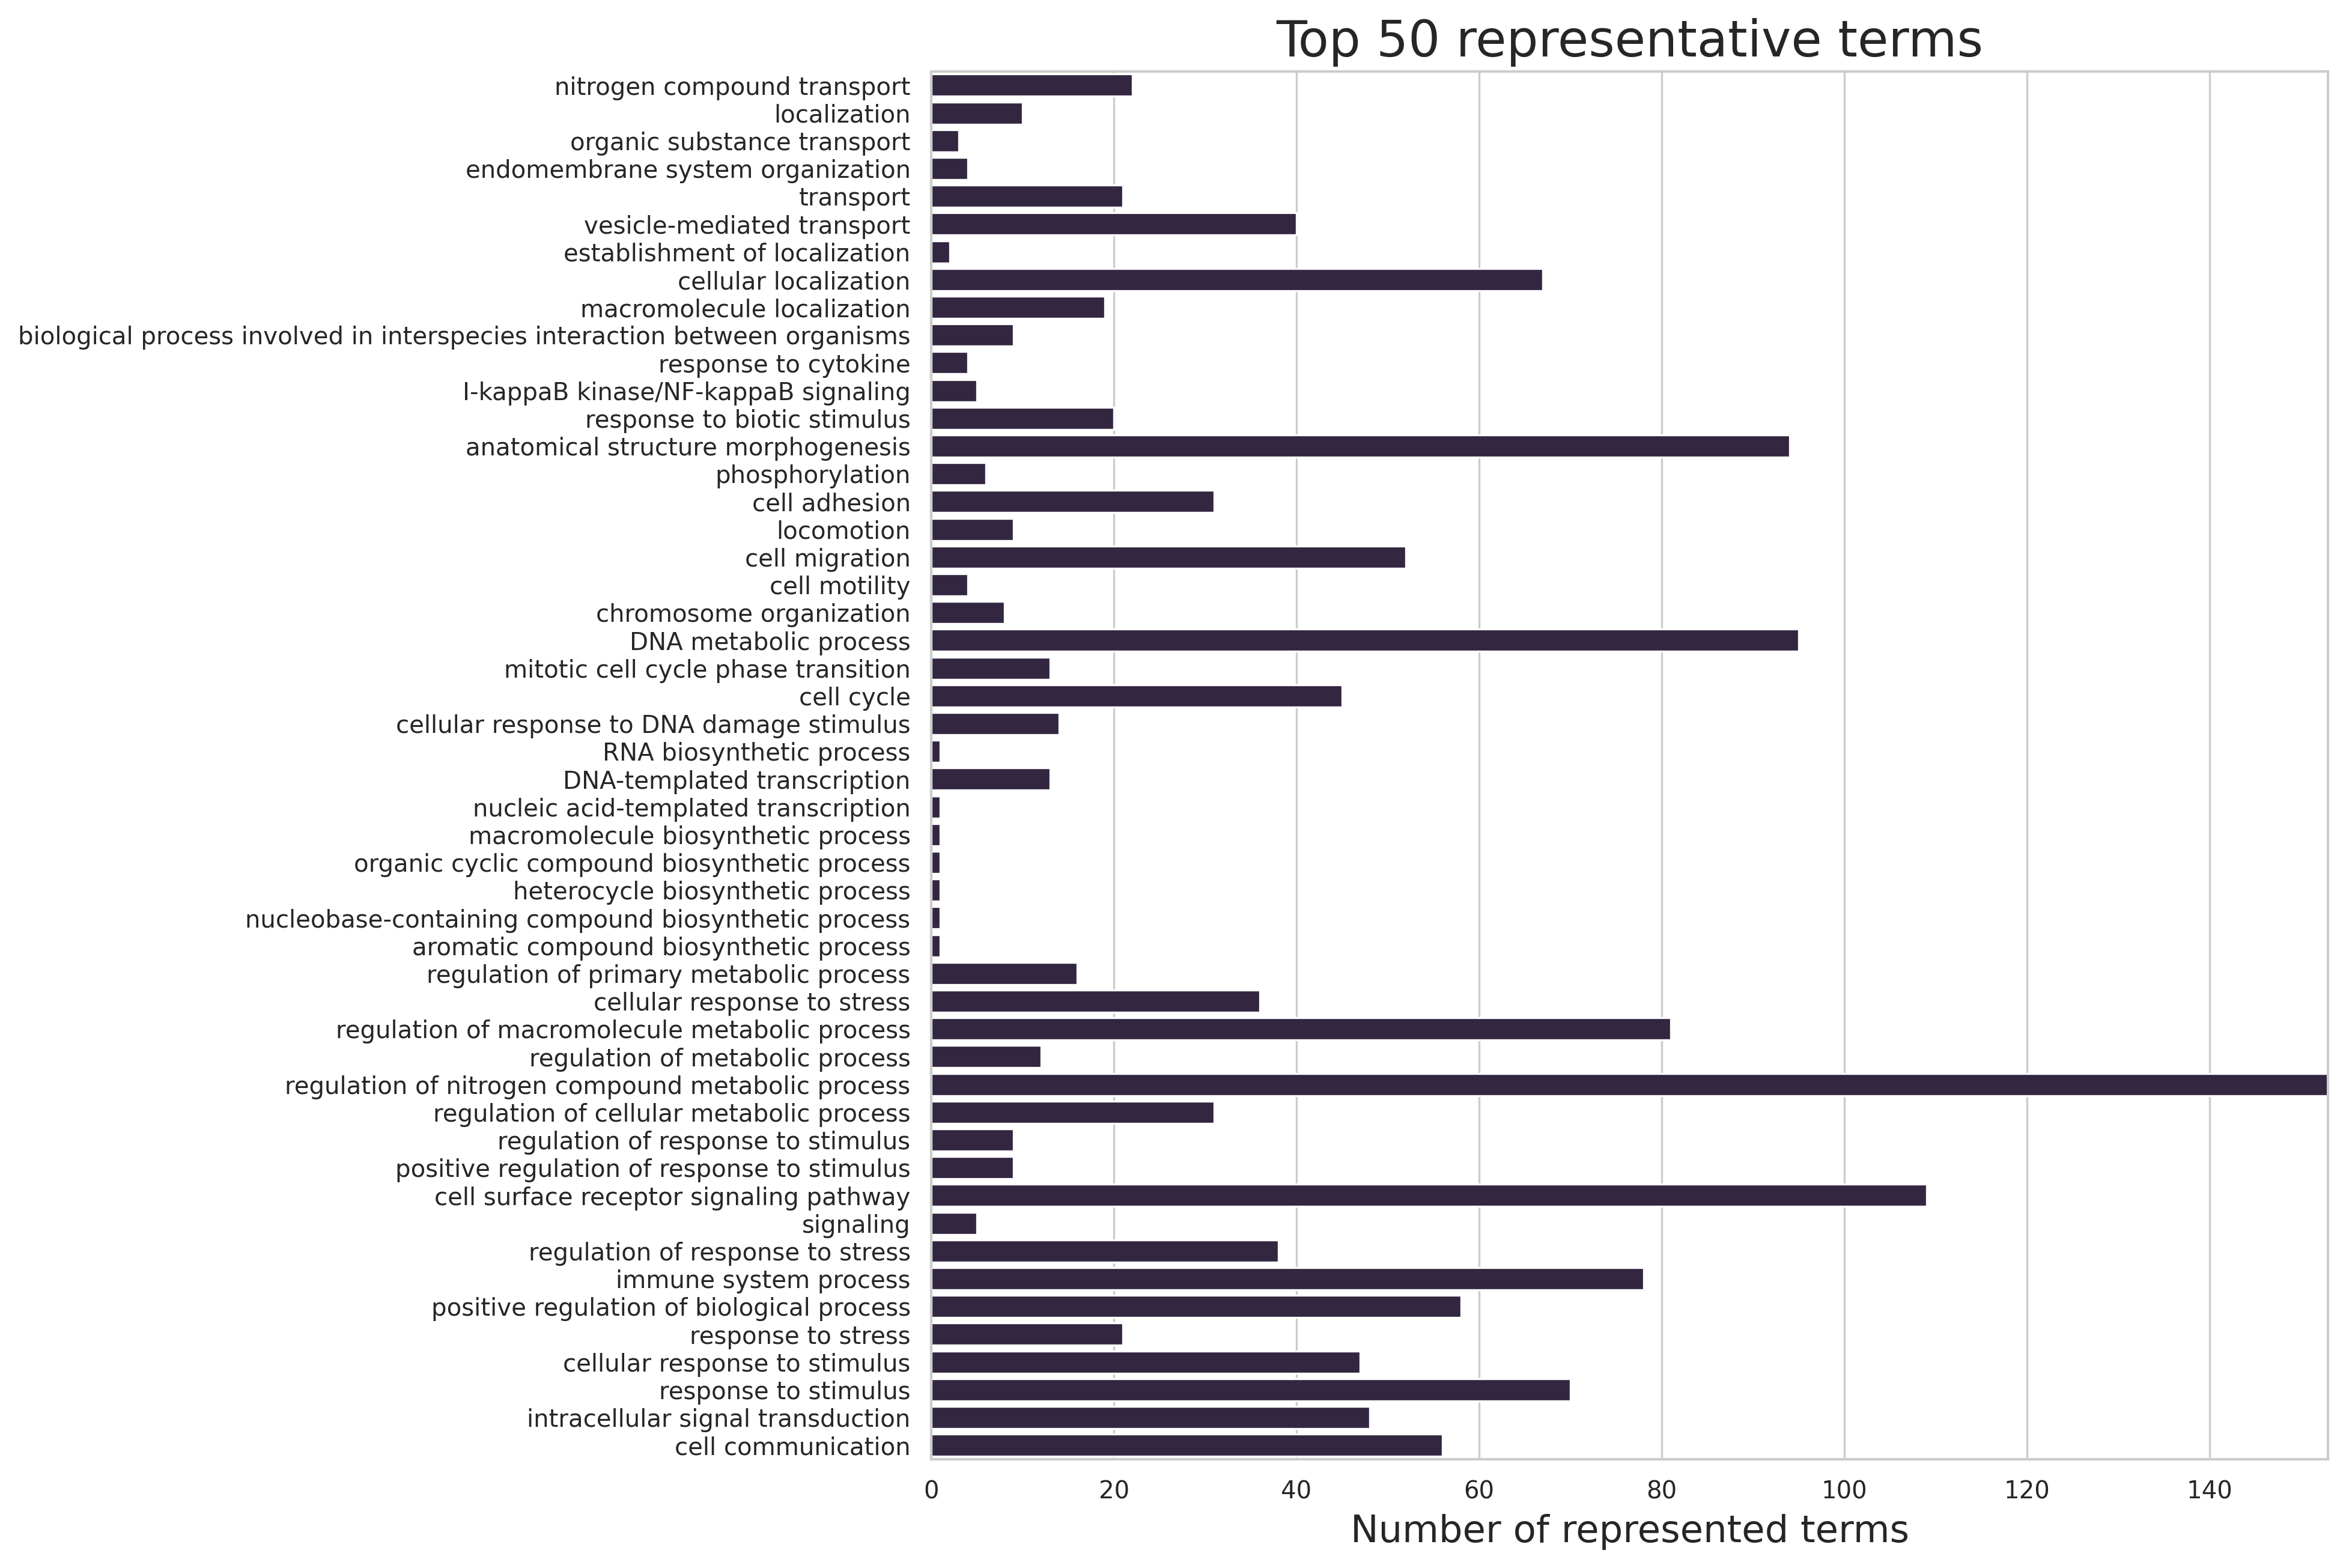 Top 50 representative terms
nitrogen compound transport
localization
organic substance transport
endomembrane system organization
transport
vesicle-mediated transport
establishment of localization
cellular localization
macromolecule localization
biological process involved in interspecies interaction between organisms
response to cytokine
I-kappaB kinase/NF-kappaB signaling
response to biotic stimulus
anatomical structure morphogenesis
phosphorylation
cell adhesion
locomotion
cell migration
cell motility
chromosome organization
DNA metabolic process
mitotic cell cycle phase transition
cell cycle
cellular response to DNA damage stimulus
RNA biosynthetic process
DNA-templated transcription
nucleic acid-templated transcription
macromolecule biosynthetic process
organic cyclic compound biosynthetic process
heterocycle biosynthetic process
nucleobase-containing compound biosynthetic process
aromatic compound biosynthetic process
regulation of primary metabolic process
cellular response to stress
regulation of macromolecule metabolic process
regulation of metabolic process
regulation of nitrogen compound metabolic process
regulation of cellular metabolic process
regulation of response to stimulus
positive regulation of response to stimulus
cell surface receptor signaling pathway
signaling
regulation of response to stress
immune system process
positive regulation of biological process
response to stress
cellular response to stimulus
response to stimulus
intracellular signal transduction
cell communication
0 20 40 60 80 100 120 140
Number of represented terms